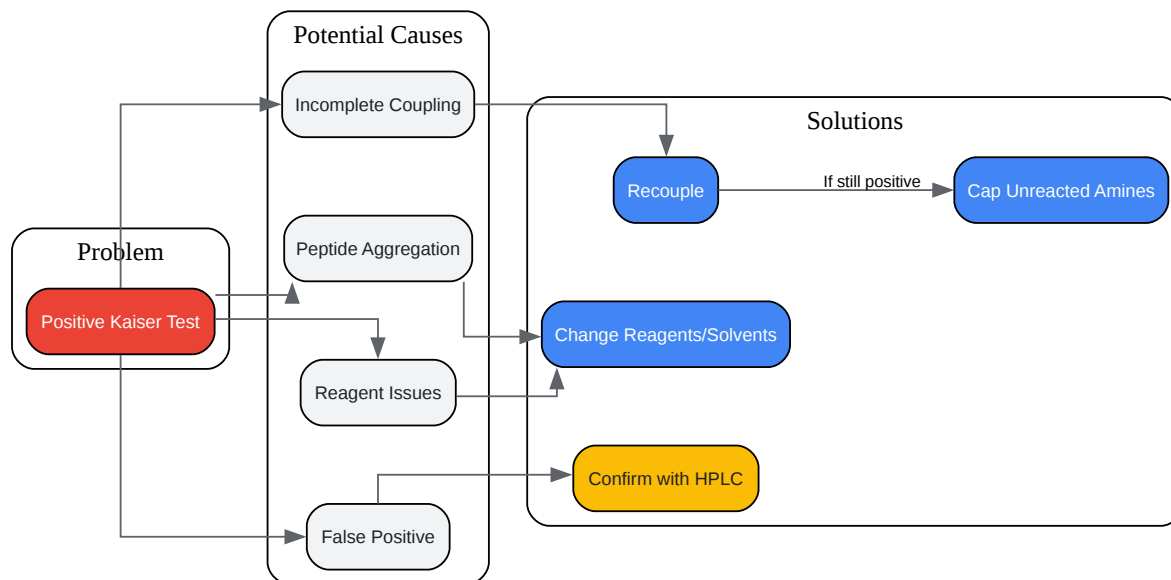 Problem
Positive Kaiser Test
Potential Causes
Incomplete Coupling
Peptide Aggregation
Reagent Issues
False Positive
Solutions
Recouple
If still positive
Cap Unreacted Amines
Change Reagents/Solvents
Confirm with HPLC